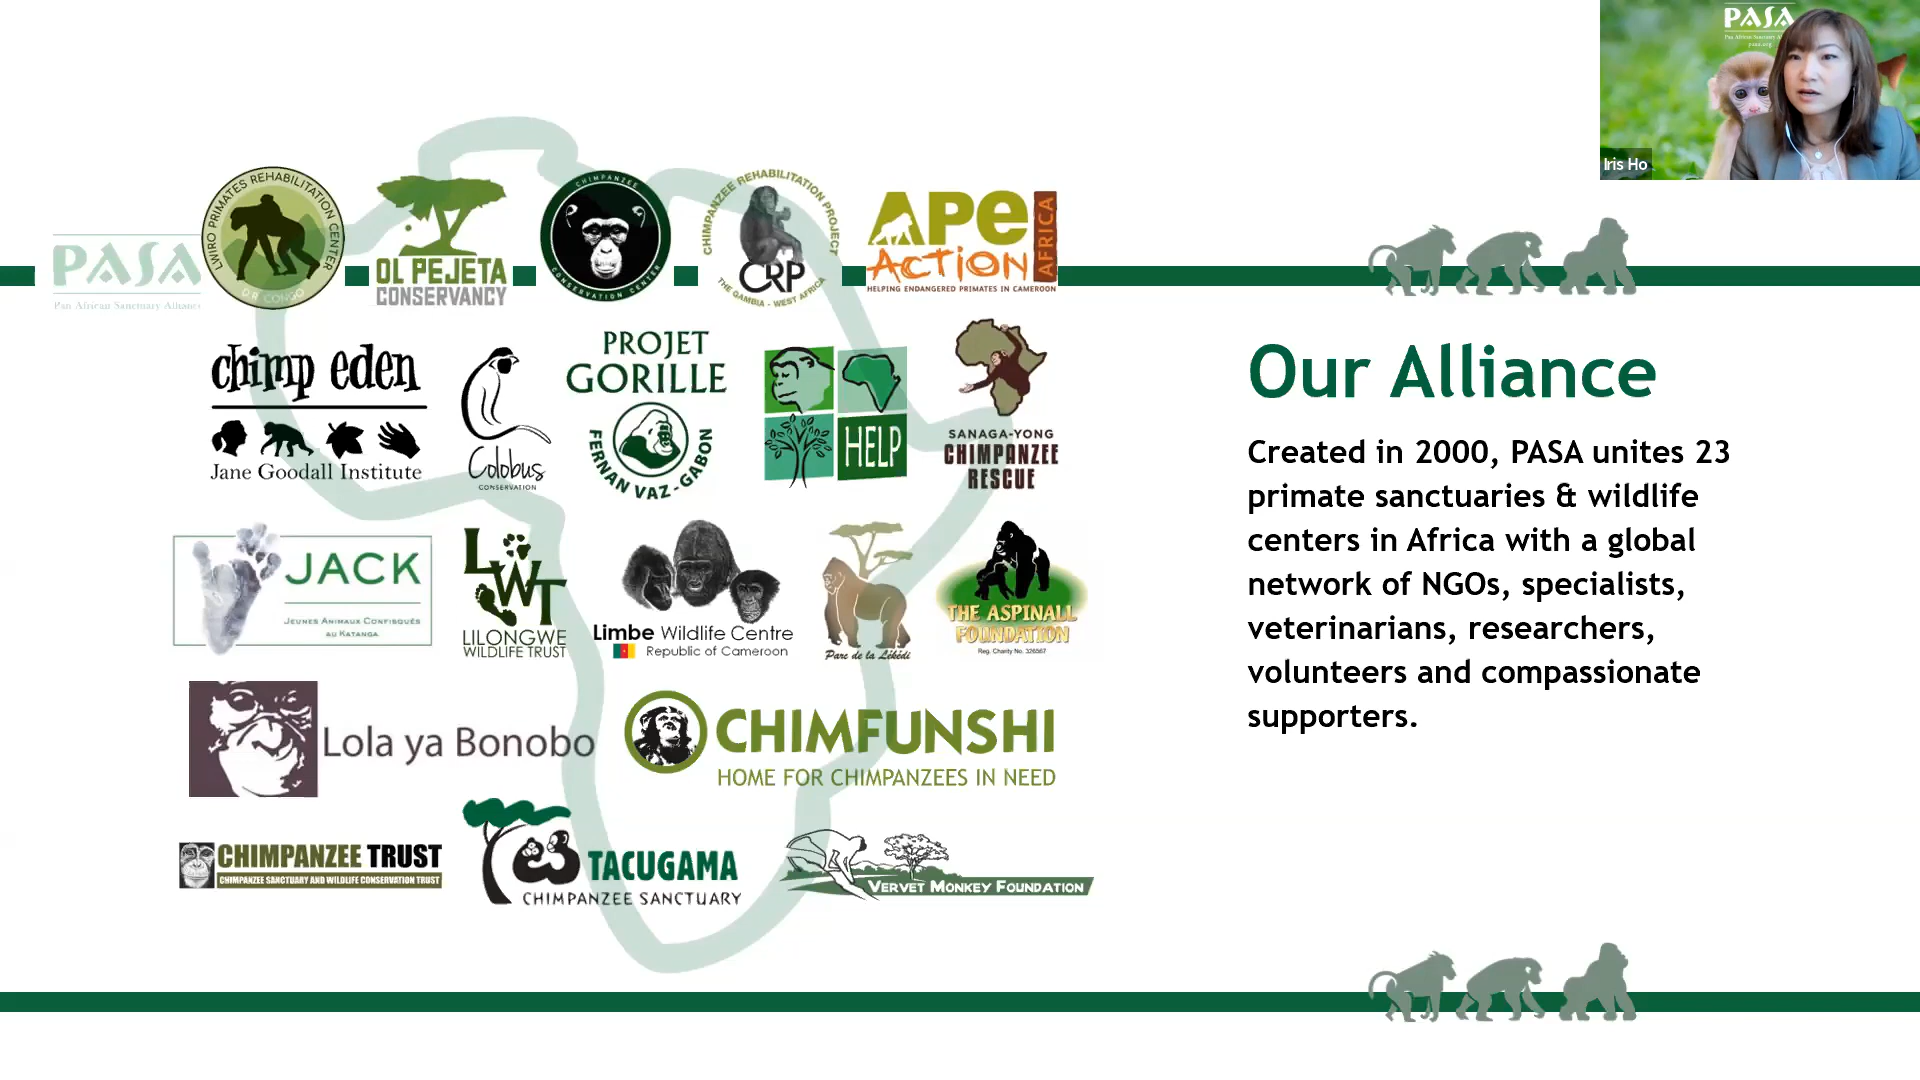 PASA
Pan African Sanctuary Alliance
LWIRO PRIMATES REHABILITATION CENTER
DR CONGO
OL PEJETA
CONSERVANCY
CHIMPANZEE
CONSERVATION CENTER
CHIMPANZEE REHABILITATION PROJECT
CRP
THE GAMBIA - WEST AFRICA
APE
ACTION
AFRICA
HELPING ENDANGERED PRIMATES IN CAMEROON
chimp eden
Jane Goodall Institute
Colobus
CONSERVATION
PROJET
GORILLE
FERNAN VAZ-GABON
HELP
SANAGA-YONG
CHIMPANZEE
RESCUE
JACK
JEUNES ANIMAUX CONFISQUÉS
AU KATANGA
LWT
LILONGWE
WILDLIFE TRUST
Limbe Wildlife Centre
Republic of Cameroon
Parc de la Lékédi
THE ASPINALL
FOUNDATION
Reg. Charity No. 326567
Lola ya Bonobo
CHIMFUNSHI
HOME FOR CHIMPANZEES IN NEED
CHIMPANZEE TRUST
CHIMPANZEE SANCTUARY AND WILDLIFE CONSERVATION TRUST
TACUGAMA
CHIMPANZEE SANCTUARY
VERVET MONKEY FOUNDATION
PASA
Pan African Sanctuary
pasa.org
Iris Ho
Our Alliance
Created in 2000, PASA unites 23
primate sanctuaries & wildlife
centers in Africa with a global
network of NGOs, specialists,
veterinarians, researchers,
volunteers and compassionate
supporters.